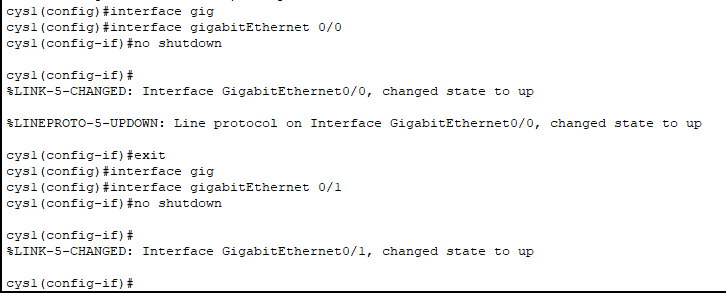 cys1(config)#interface gig
cys1(config)#interface gigabitEthernet 0/0
cys1(config-if)#no shutdown
cys1(config-if)#
%LINK-5-CHANGED: Interface GigabitEthernet0/0, changed state to up
%LINEPROTO-5-UPDOWN: Line protocol on Interface GigabitEthernet0/0, changed state to up
cys1(config-if)#exit
cys1(config)#interface gig
cys1(config)#interface gigabitEthernet 0/1
cys1(config-if)#no shutdown
cys1(config-if)#
%LINK-5-CHANGED: Interface GigabitEthernet0/1, changed state to up
cys1(config-if)#